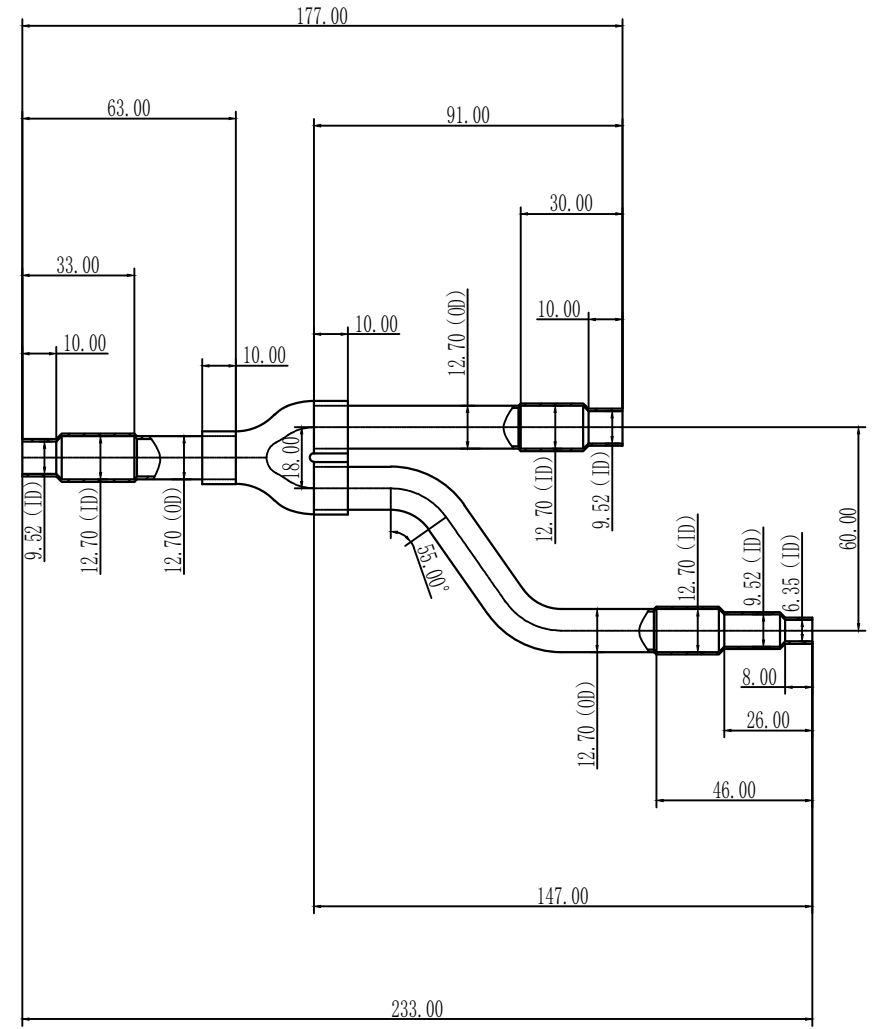 177.00
63.00
91.00
30.00
33.00
10.00
10.00
10.00
10.00
12.70 (OD)
18.00
9.52 (ID)
12.70 (ID)
12.70 (OD)
12.70 (ID)
9.52 (ID)
60.00
55.00°
12.70 (ID)
9.52 (ID)
6.35 (ID)
8.00
12.70 (OD)
26.00
46.00
147.00
233.00